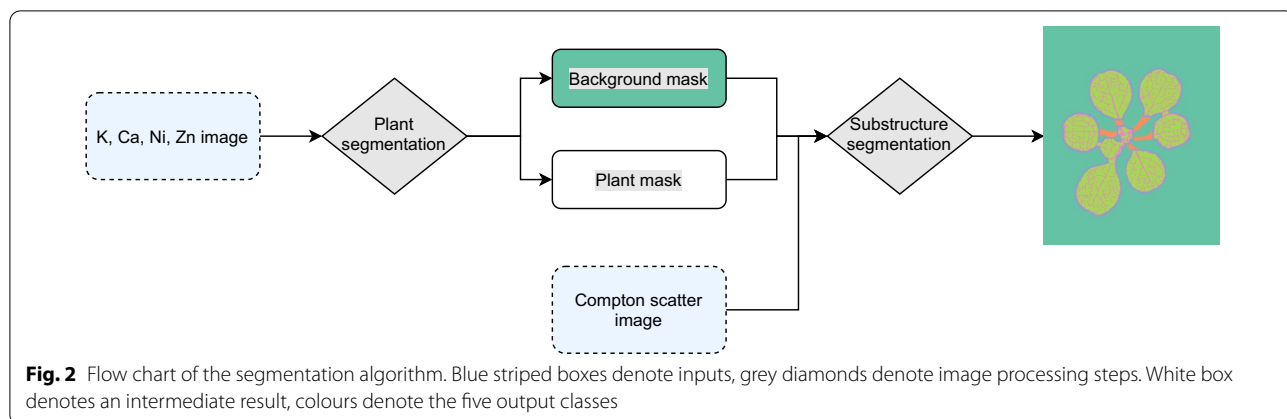 K, Ca, Ni, Zn image
Plant
segmentation
Background mask
Plant mask
Compton scatter
image
Substructure
segmentation
Fig. 2 Flow chart of the segmentation algorithm. Blue striped boxes denote inputs, grey diamonds denote image processing steps. White box
denotes an intermediate result, colours denote the five output classes